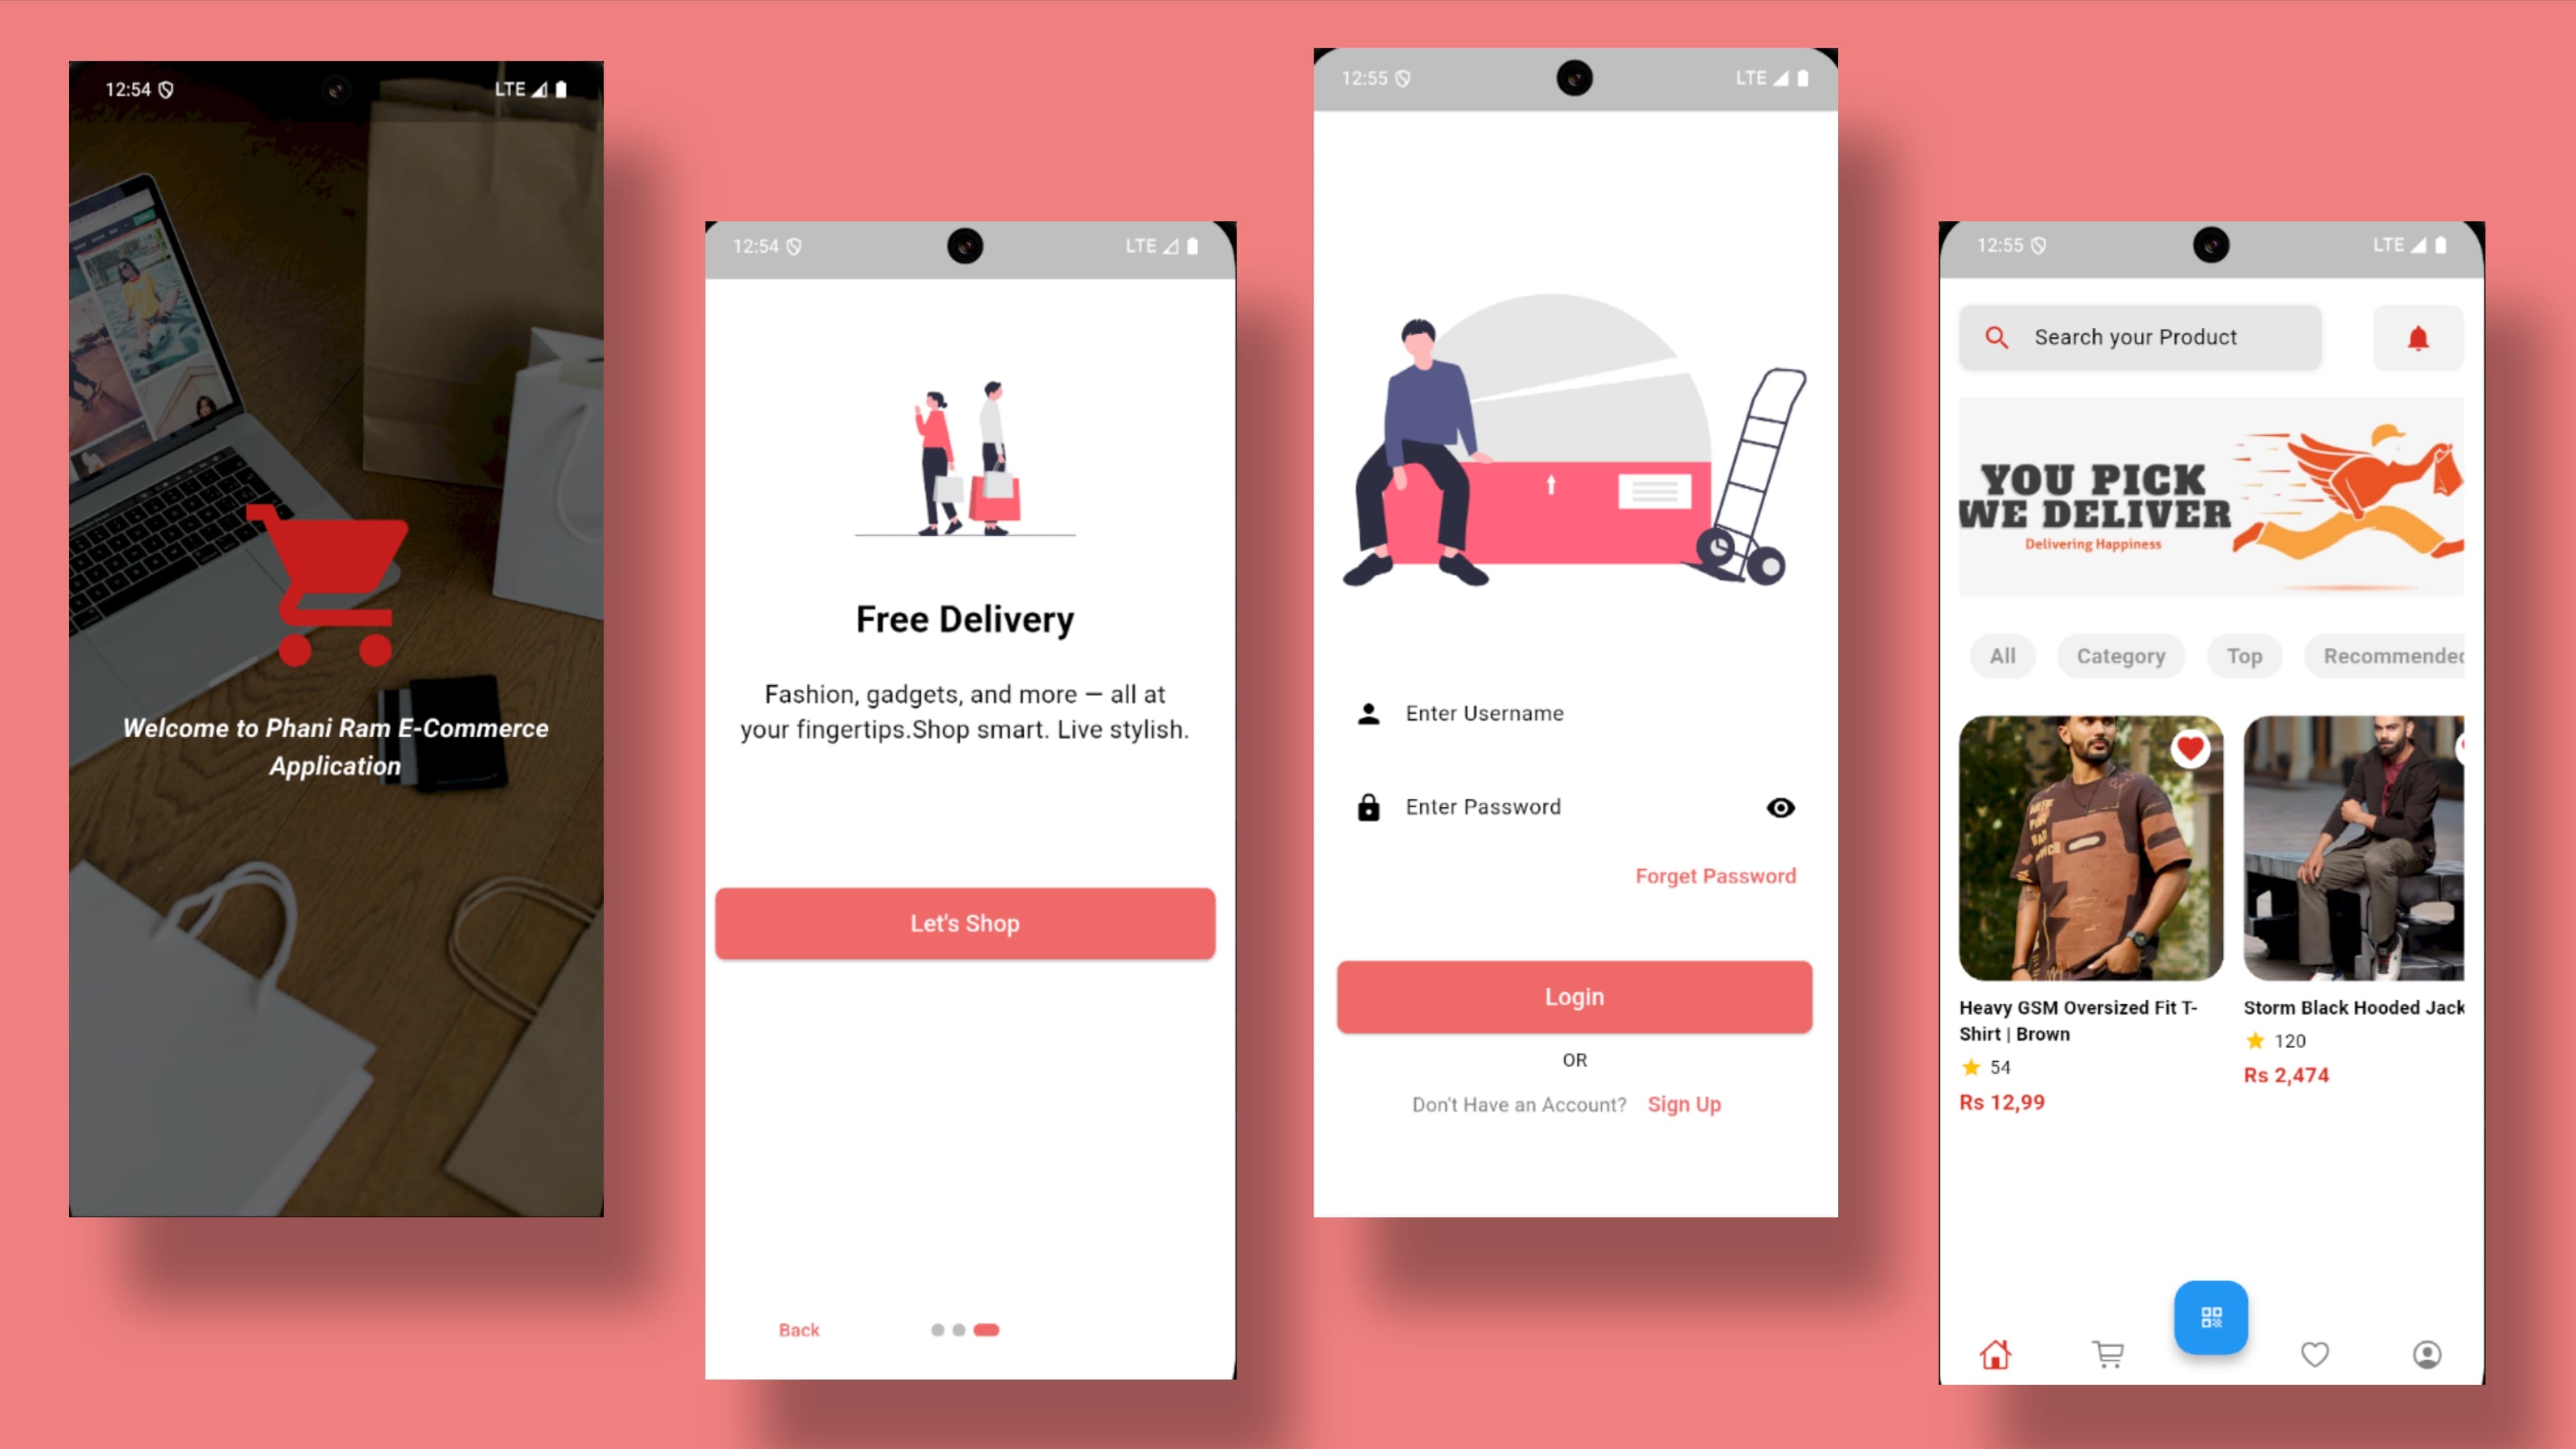 12:54
LTE
Welcome to Phani Ram E-Commerce
Application
12:54
LTE
Free Delivery
Fashion, gadgets, and more — all at
your fingertips.Shop smart. Live stylish.
Let's Shop
Back
12:55
LTE
Enter Username
Enter Password
Forget Password
Login
OR
Don't Have an Account? Sign Up
12:55
LTE
Search your Product
YOU PICK
WE DELIVER
Delivering Happiness
All Category Top Recommended
Heavy GSM Oversized Fit T-
Shirt | Brown
54
Rs 12,99
Storm Black Hooded Jack
120
Rs 2,474